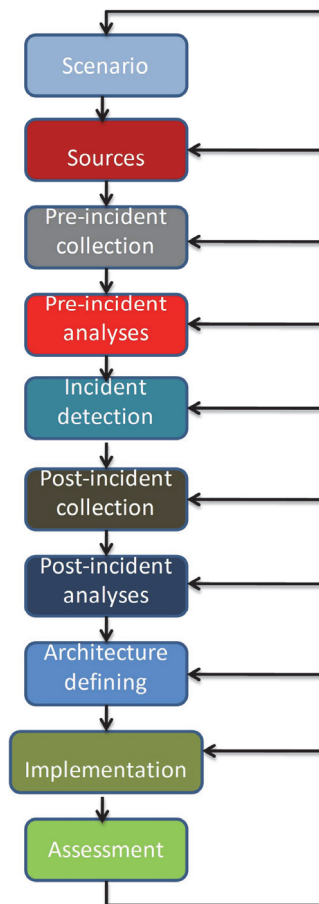 Scenario
Sources
Pre-incident
collection
Pre-incident
analyses
Incident
detection
Post-incident
collection
Post-incident
analyses
Architecture
defining
Implementation
Assessment